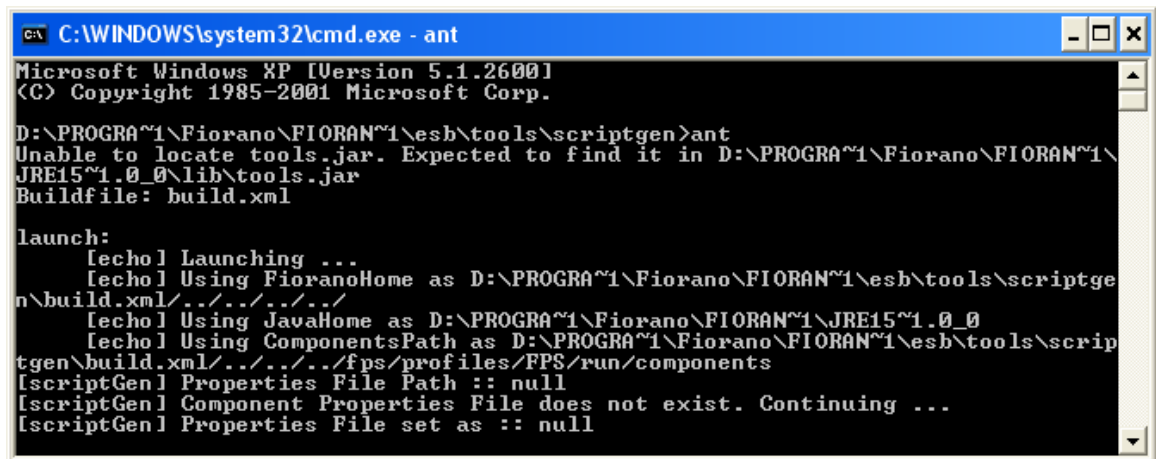 C:\WINDOWS\system32\cmd.exe - ant
Microsoft Windows XP [Version 5.1.2600]
(C) Copyright 1985-2001 Microsoft Corp.
D:\PROGRA~1\Fiorano\FIORAN~1\esb\tools\scriptgen>ant
Unable to locate tools.jar. Expected to find it in D:\PROGRA~1\Fiorano\FIORAN~1\
JRE15~1.0_0\lib\tools.jar
Buildfile: build.xml
launch:
[echo] Launching ...
[echo] Using FioranoHome as D:\PROGRA~1\Fiorano\FIORAN~1\esb\tools\scriptge
n\build.xml/../../../../
[echo] Using JavaHome as D:\PROGRA~1\Fiorano\FIORAN~1\JRE15~1.0_0
[echo] Using ComponentsPath as D:\PROGRA~1\Fiorano\FIORAN~1\esb\tools\scrip
tgen\build.xml/../../../fps/profiles/FPS/run/components
[scriptGen] Properties File Path :: null
[scriptGen] Component Properties File does not exist. Continuing ...
[scriptGen] Properties File set as :: null